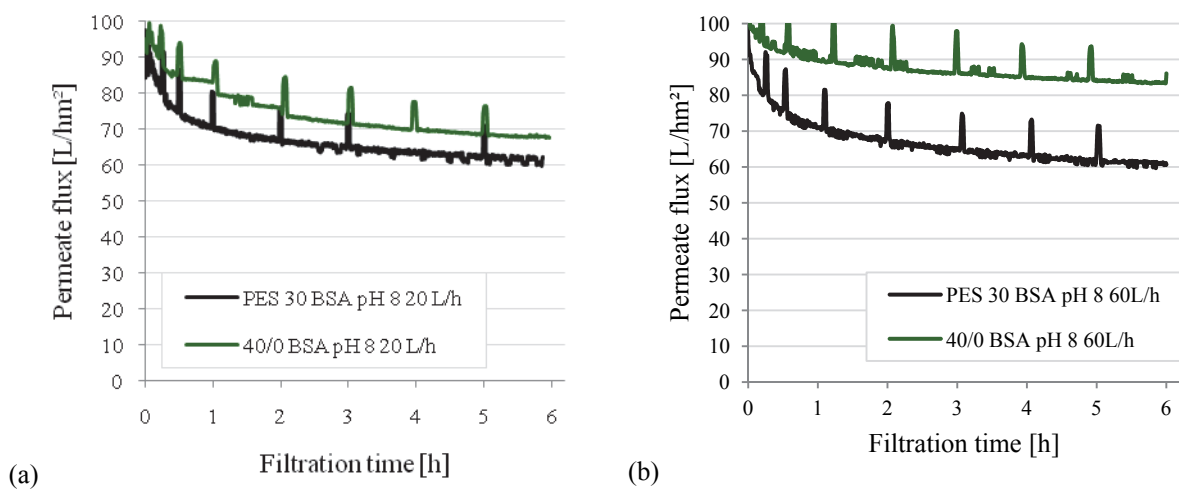 Permeate flux [L/hm²]
100
90
80
70
60
50
40
30
20
10
0
PES 30 BSA pH 8 20 L/h
40/0 BSA pH 8 20 L/h
0 1 2 3 4 5 6
Filtration time [h]
(a)
Permeate flux [L/hm²]
100
90
80
70
60
50
40
30
20
10
0
PES 30 BSA pH 8 60L/h
40/0 BSA pH 8 60L/h
0 1 2 3 4 5 6
Filtration time [h]
(b)